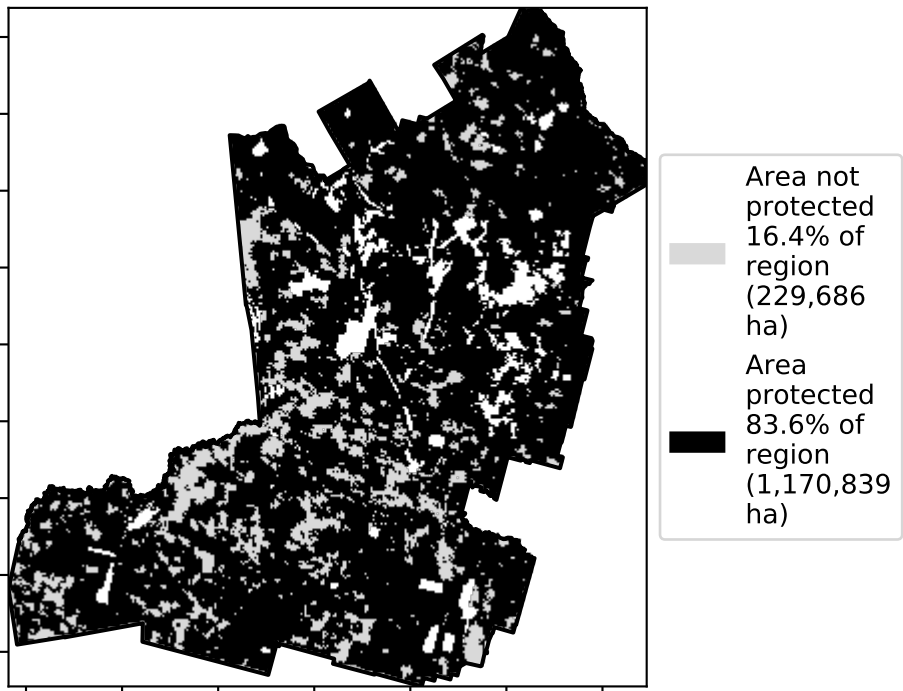 Area not
protected
16.4% of
region
(229,686
ha)
Area
protected
83.6% of
region
(1,170,839
ha)